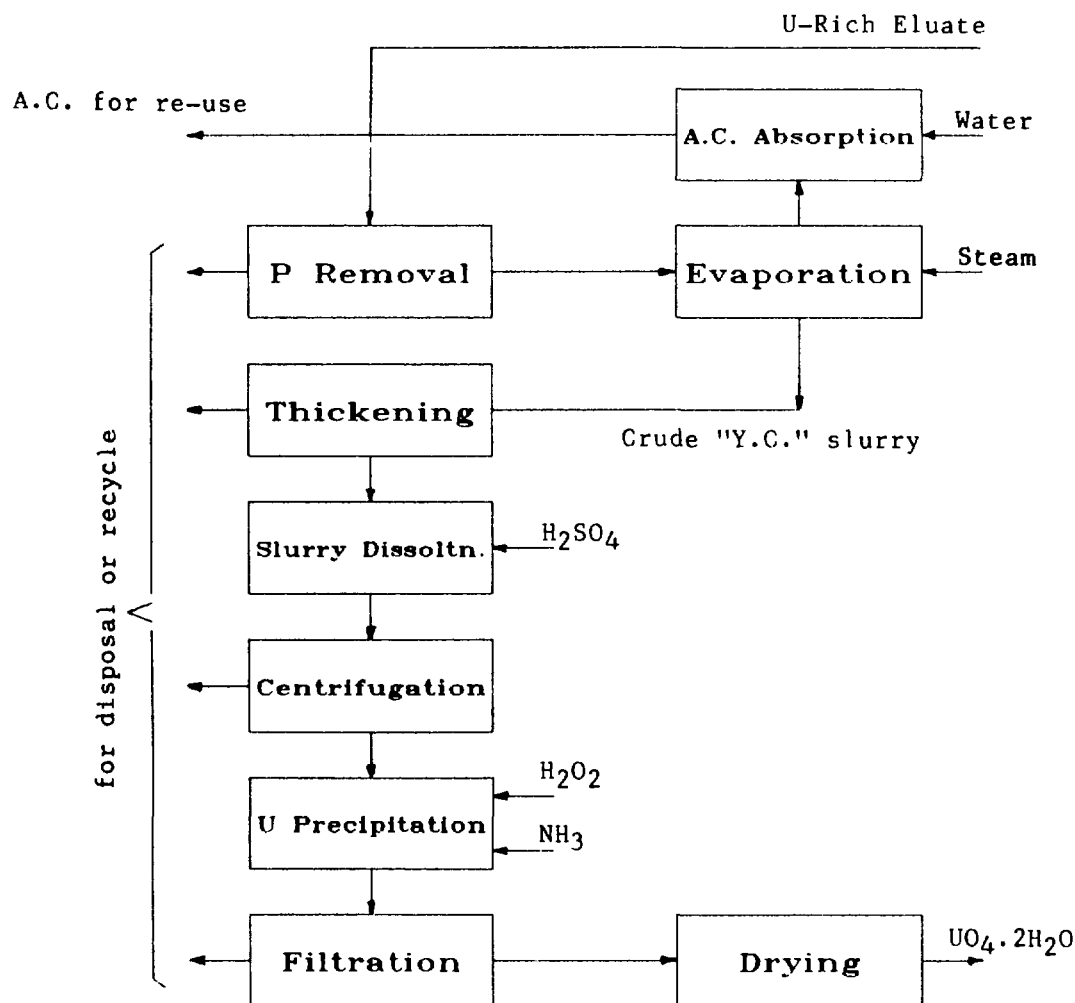 U-Rich Eluate
A.C. for re-use
A.C. Absorption
Water
P Removal
Evaporation
Steam
Thickening
Crude "Y.C." slurry
Slurry Dissoltn.
H₂SO₄
for disposal or recycle
Centrifugation
U Precipitation
H₂O₂
NH₃
Filtration
Drying
UO₄.2H₂O